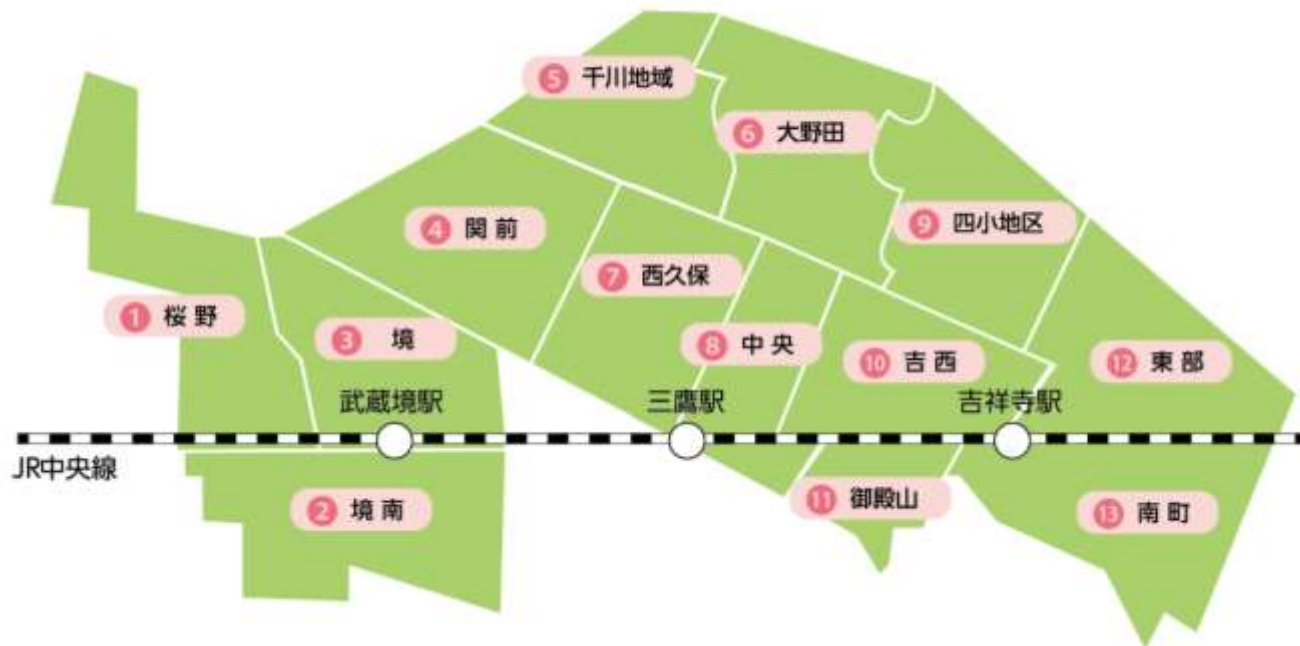 5 千川地域
6 大野田
4 関前
9 四小地区
7 西久保
1 桜野
3 境
8 中央
10 吉西
12 東部
武蔵境駅
三鷹駅
吉祥寺駅
JR中央線
2 境南
11 御殿山
13 南町